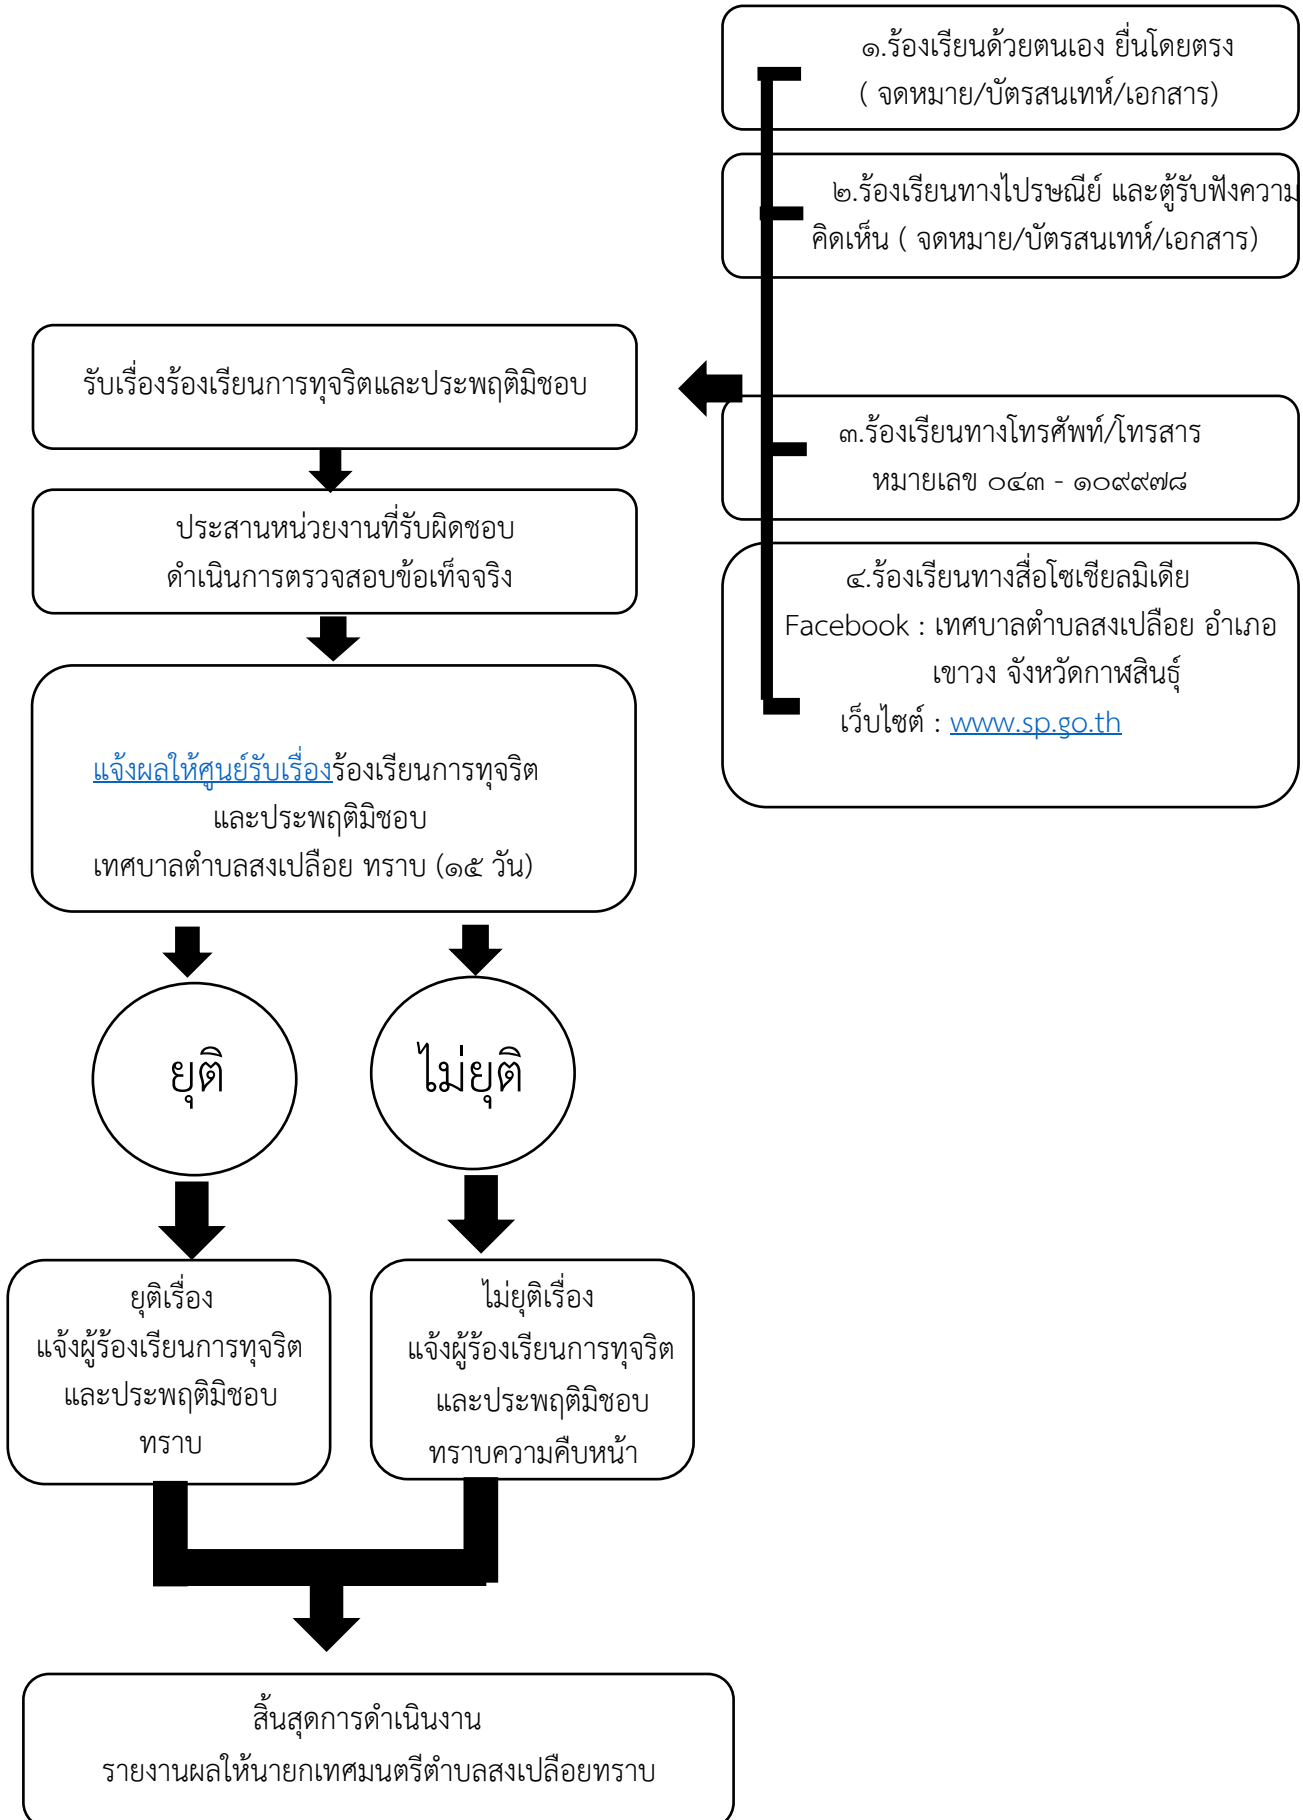 ๑.ร้องเรียนด้วยตนเอง ยื่นโดยตรง
( จดหมาย/บัตรสนเทห์/เอกสาร)
๒.ร้องเรียนทางไปรษณีย์ และตู้รับฟังความ
คิดเห็น ( จดหมาย/บัตรสนเทห์/เอกสาร)
๓.ร้องเรียนทางโทรศัพท์/โทรสาร
หมายเลข ๐๔๓ - ๑๐๙๙๗๘
๔.ร้องเรียนทางสื่อโซเชียลมิเดีย
Facebook : เทศบาลตำบลสงเปลือย อำเภอ
เขาวง จังหวัดกาฬสินธุ์
เว็บไซต์ : www.sp.go.th
รับเรื่องร้องเรียนการทุจริตและประพฤติมิชอบ
ประสานหน่วยงานที่รับผิดชอบ
ดำเนินการตรวจสอบข้อเท็จจริง
แจ้งผลให้ศูนย์รับเรื่องร้องเรียนการทุจริต
และประพฤติมิชอบ
เทศบาลตำบลสงเปลือย ทราบ (๑๕ วัน)
ยุติ
ไม่ยุติ
ยุติเรื่อง
แจ้งผู้ร้องเรียนการทุจริต
และประพฤติมิชอบ
ทราบ
ไม่ยุติเรื่อง
แจ้งผู้ร้องเรียนการทุจริต
และประพฤติมิชอบ
ทราบความคืบหน้า
สิ้นสุดการดำเนินงาน
รายงานผลให้นายกเทศมนตรีตำบลสงเปลือยทราบ